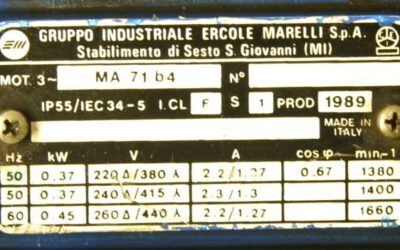 GRUPPO INDUSTRIALE ERCOLE MARELLI S.p.A.
Stabilimento di Sesto S. Giovanni (MI)
MOT. 3~ MA 71 b4 N°
IP55/IEC 34-5 I.CL F S 1 PROD 1989
MADE IN
ITALY
Hz kW V A cos φ min.-1
50 0.37 220 Δ/380 ⅄ 2.2/1.27 0.67 1380
50 0.37 240 Δ/415 ⅄ 2.3/1.3 1400
60 0.45 260 Δ/440 ⅄ 2.2/1.27 1660